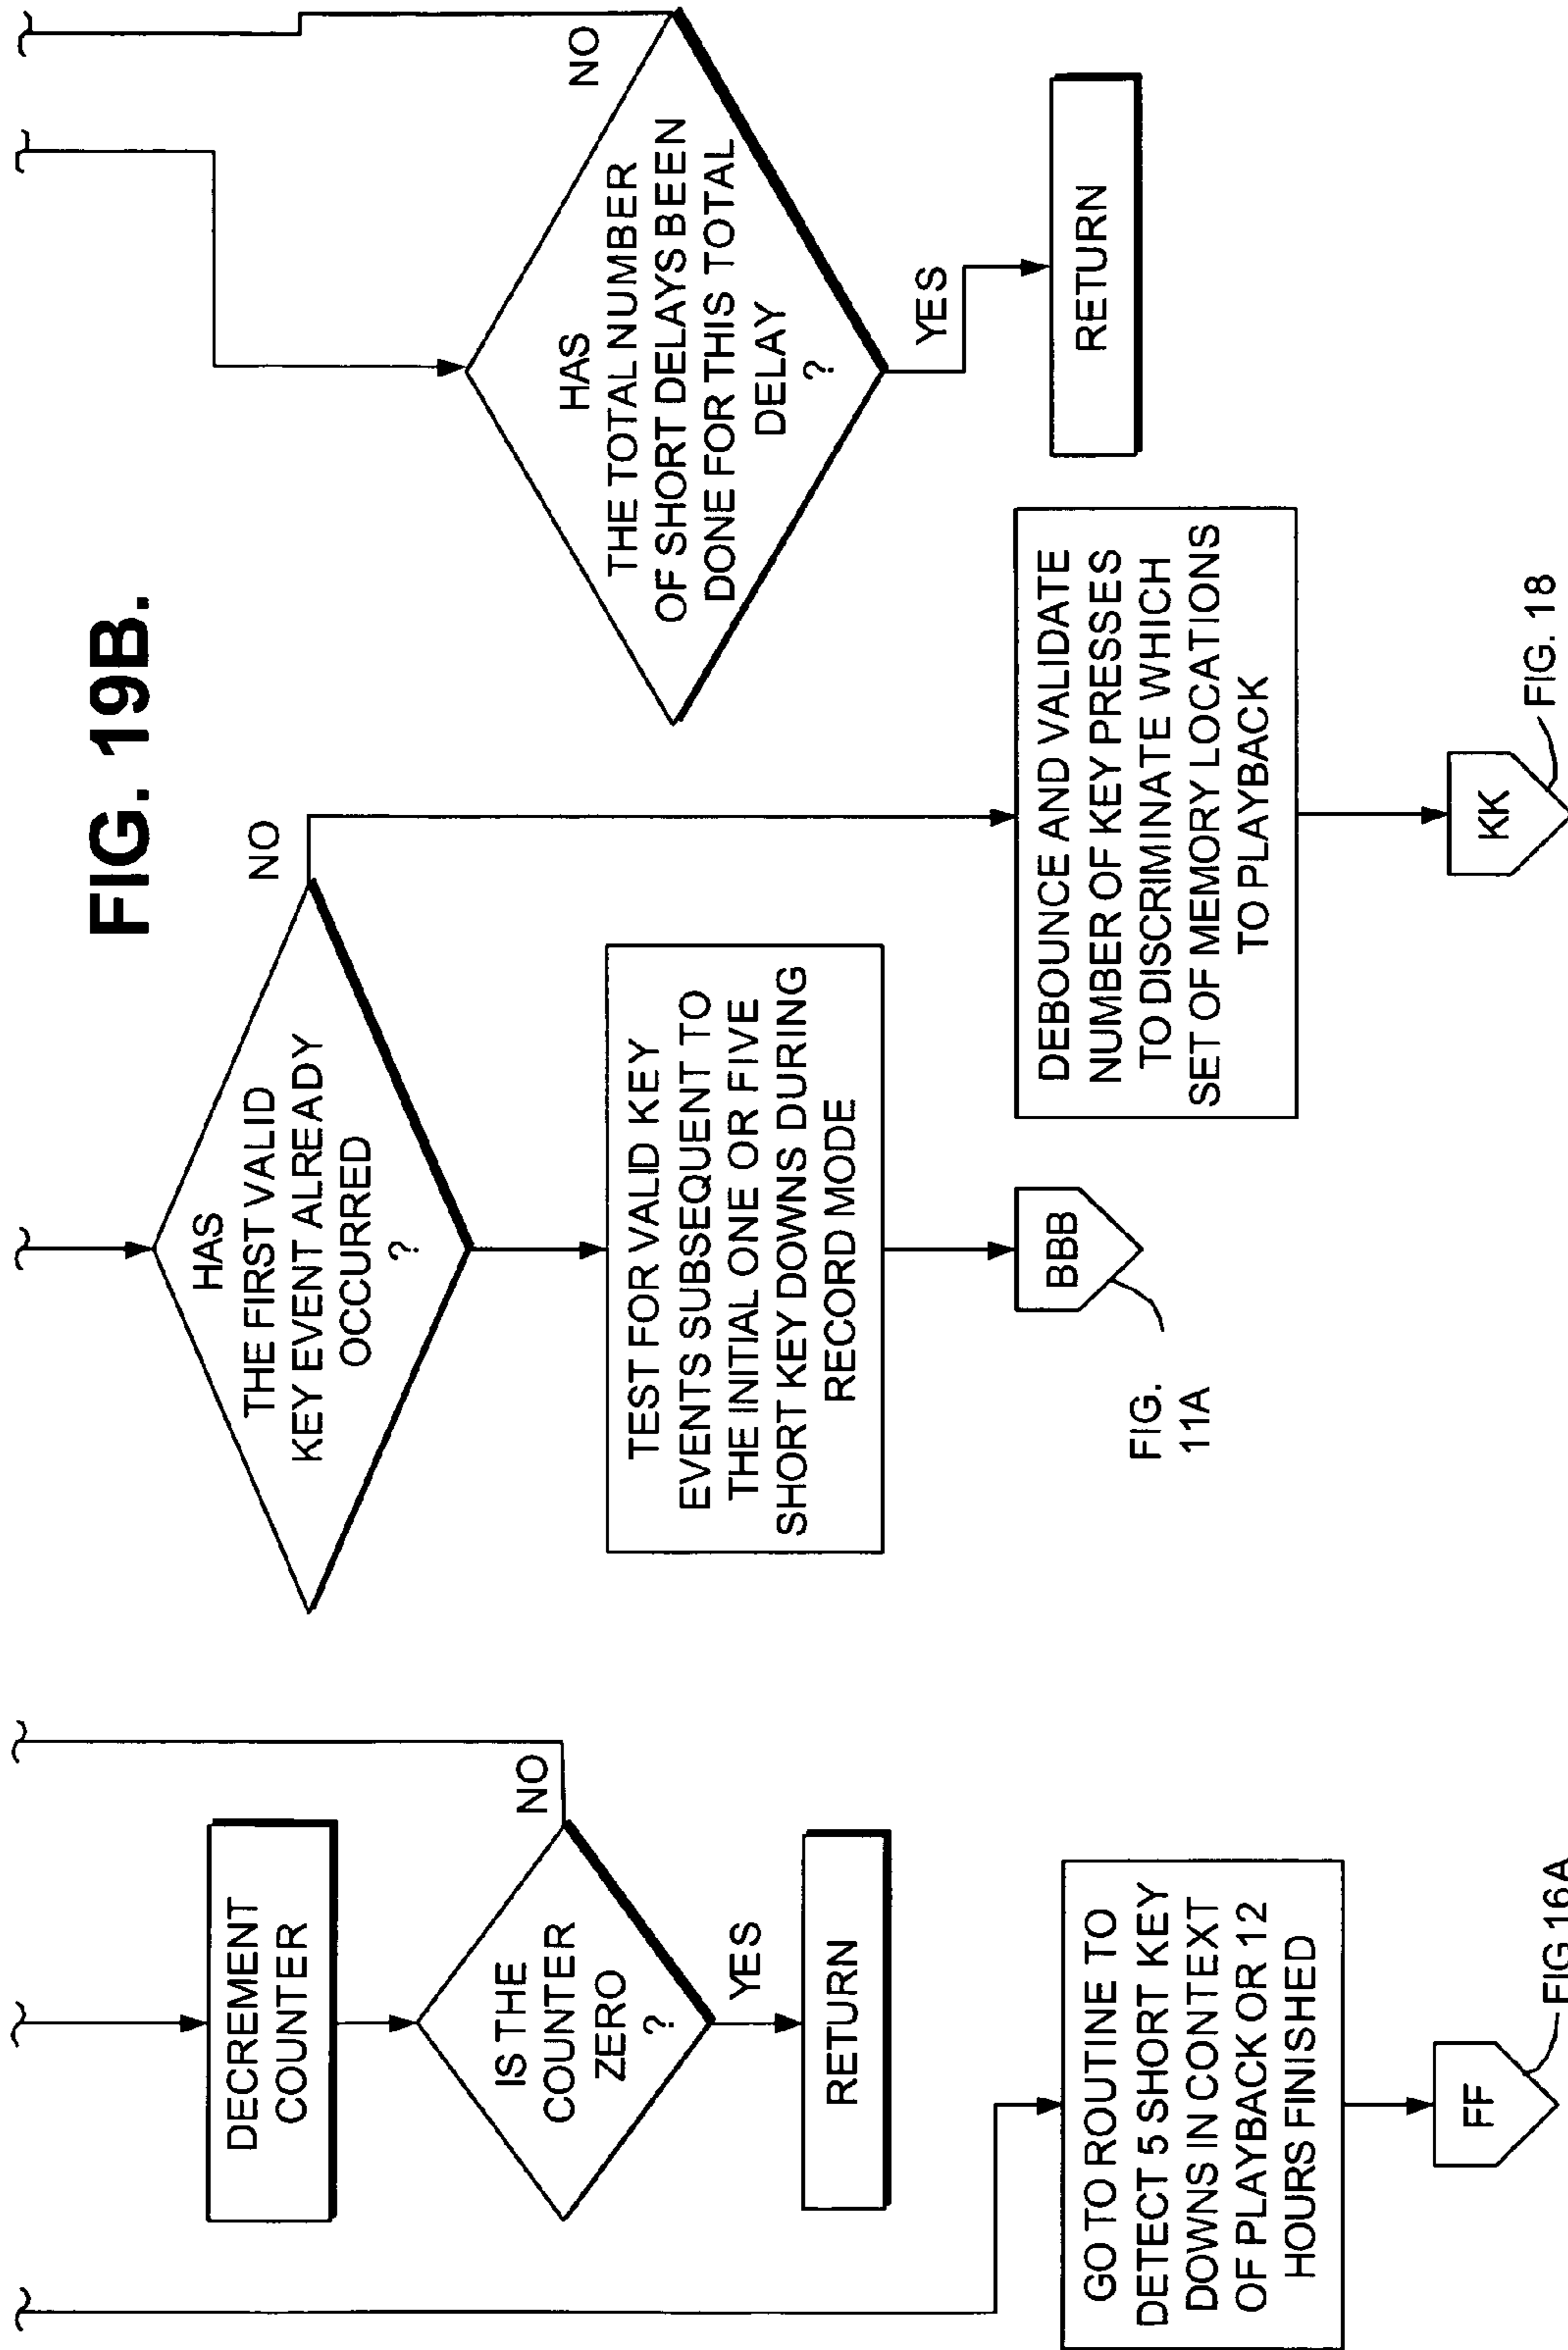 FIG. 19B.
DECREMENT
COUNTER
IS THE
COUNTER
ZERO
?
NO
YES
RETURN
GO TO ROUTINE TO
DETECT 5 SHORT KEY
DOWNS IN CONTEXT
OF PLAYBACK OR 12
HOURS FINISHED
FF
FIG.16A
HAS
THE FIRST VALID
KEY EVENT ALREADY
OCCURRED
?
NO
TEST FOR VALID KEY
EVENTS SUBSEQUENT TO
THE INITIAL ONE OR FIVE
SHORT KEY DOWNS DURING
RECORD MODE
BBB
FIG.
11A
DEBOUNCE AND VALIDATE
NUMBER OF KEY PRESSES
TO DISCRIMINATE WHICH
SET OF MEMORY LOCATIONS
TO PLAYBACK
KK
FIG. 18
HAS
THE TOTAL NUMBER
OF SHORT DELAYS BEEN
DONE FOR THIS TOTAL
DELAY
?
NO
YES
RETURN